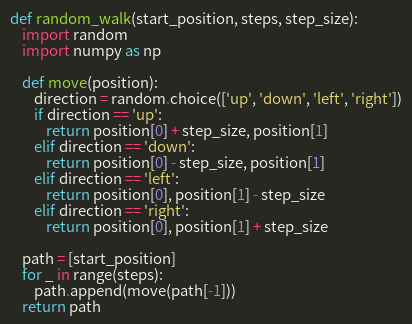 def random_walk(start_position, steps, step_size):
    import random
    import numpy as np

    def move(position):
        direction = random.choice(['up', 'down', 'left', 'right'])
        if direction == 'up':
            return position[0] + step_size, position[1]
        elif direction == 'down':
            return position[0] - step_size, position[1]
        elif direction == 'left':
            return position[0], position[1] - step_size
        elif direction == 'right':
            return position[0], position[1] + step_size

    path = [start_position]
    for _ in range(steps):
        path.append(move(path[-1]))
    return path